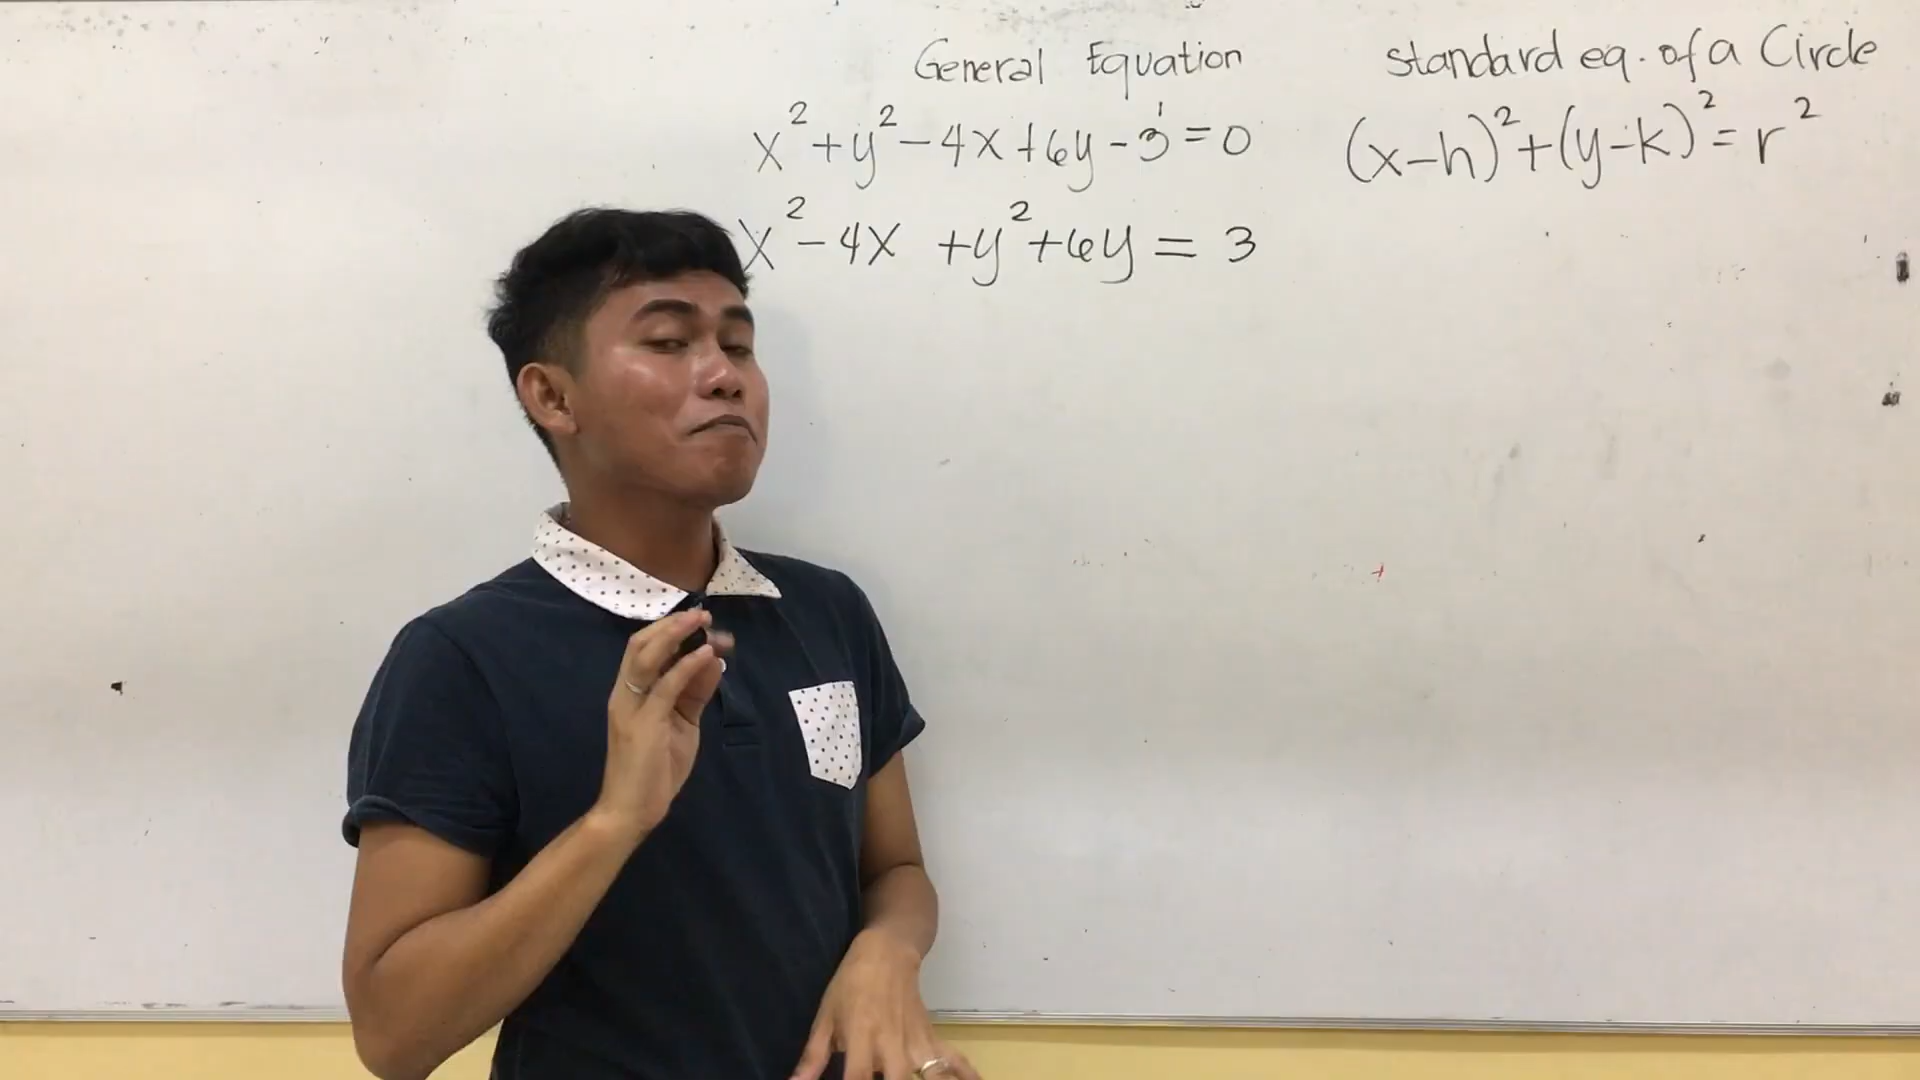 General Equation
x²+y²-4x+6y-3=0
x²-4x +y²+6y = 3
standard eq. of a Circle
(x-h)²+(y-k)²=r²